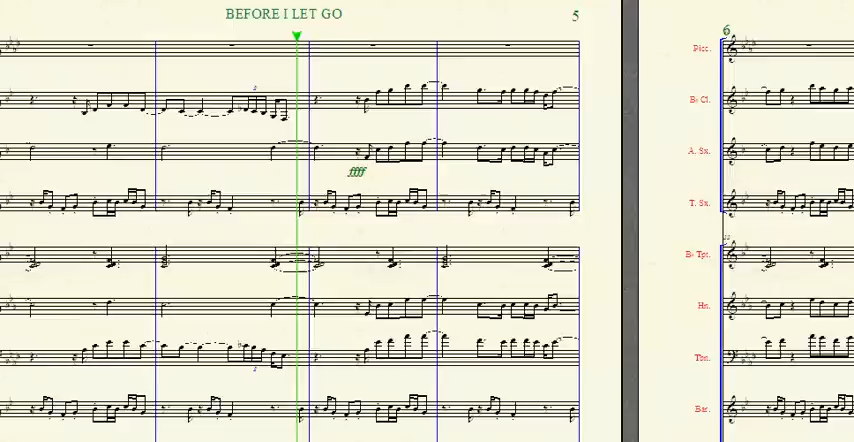 BEFORE I LET GO
5
ffff
6
Picc.
B♭ Cl.
A. Sx.
T. Sx.
B♭ Tpt.
Hn.
Tbn.
Bar.